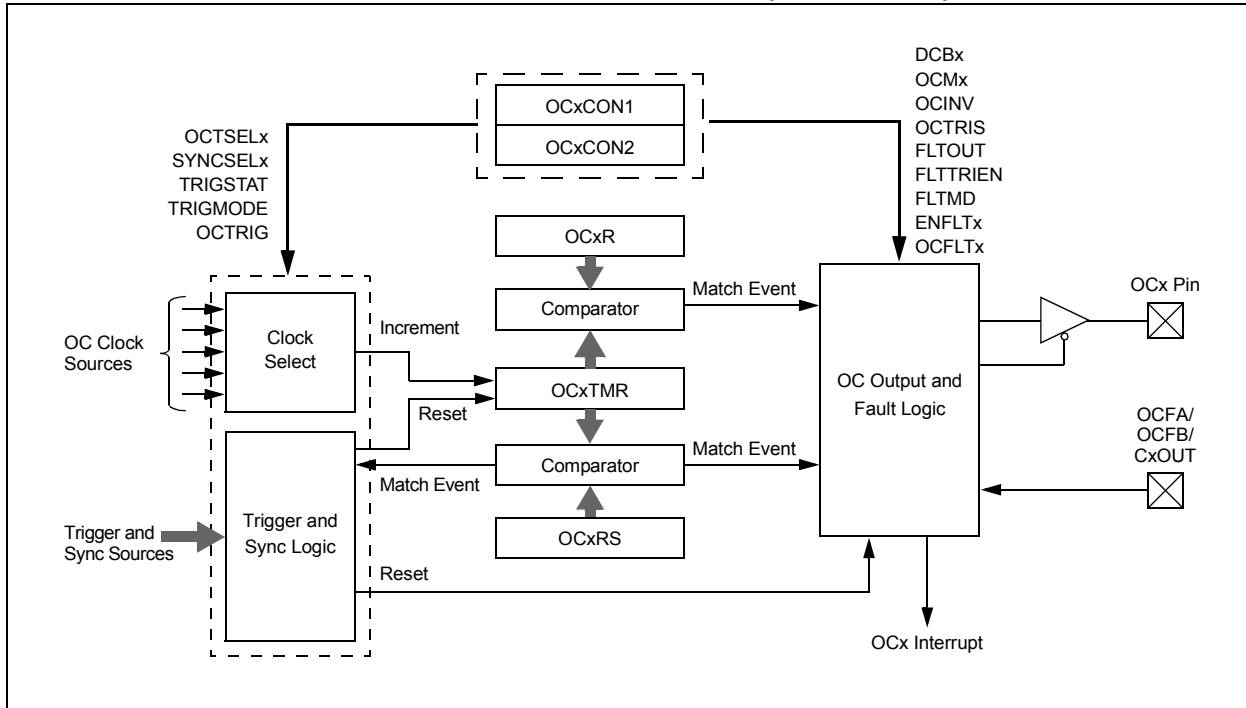 DCBx
OCMx
OCINV
OCTRIS
FLTOUT
FLTTRIEN
FLTMD
ENFLTx
OCFLTx
OCxCON1
OCxCON2
OCTSELx
SYNCSELx
TRIGSTAT
TRIGMODE
OCTRIG
OCxR
Match Event
Comparator
OCx Pin
Increment
OC Clock
Sources
Clock
Select
OCxTMR
OC Output and
Fault Logic
Reset
OCFA/
OCFB/
CxOUT
Match Event
Comparator
Match Event
Trigger and
Sync Logic
Trigger and
Sync Sources
OCxRS
Reset
OCx Interrupt